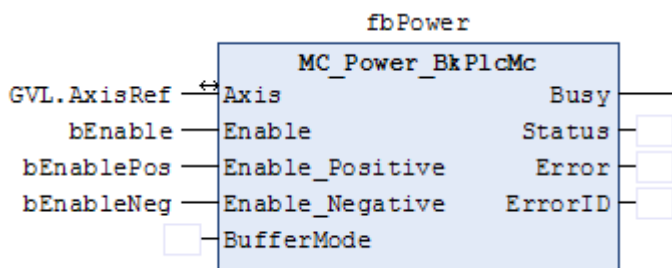 fbPower
MC_Power_BkPlcMc
GVL.AxisRef Axis Busy
bEnable Enable Status
bEnablePos Enable_Positive Error
bEnableNeg Enable_Negative ErrorID
BufferMode